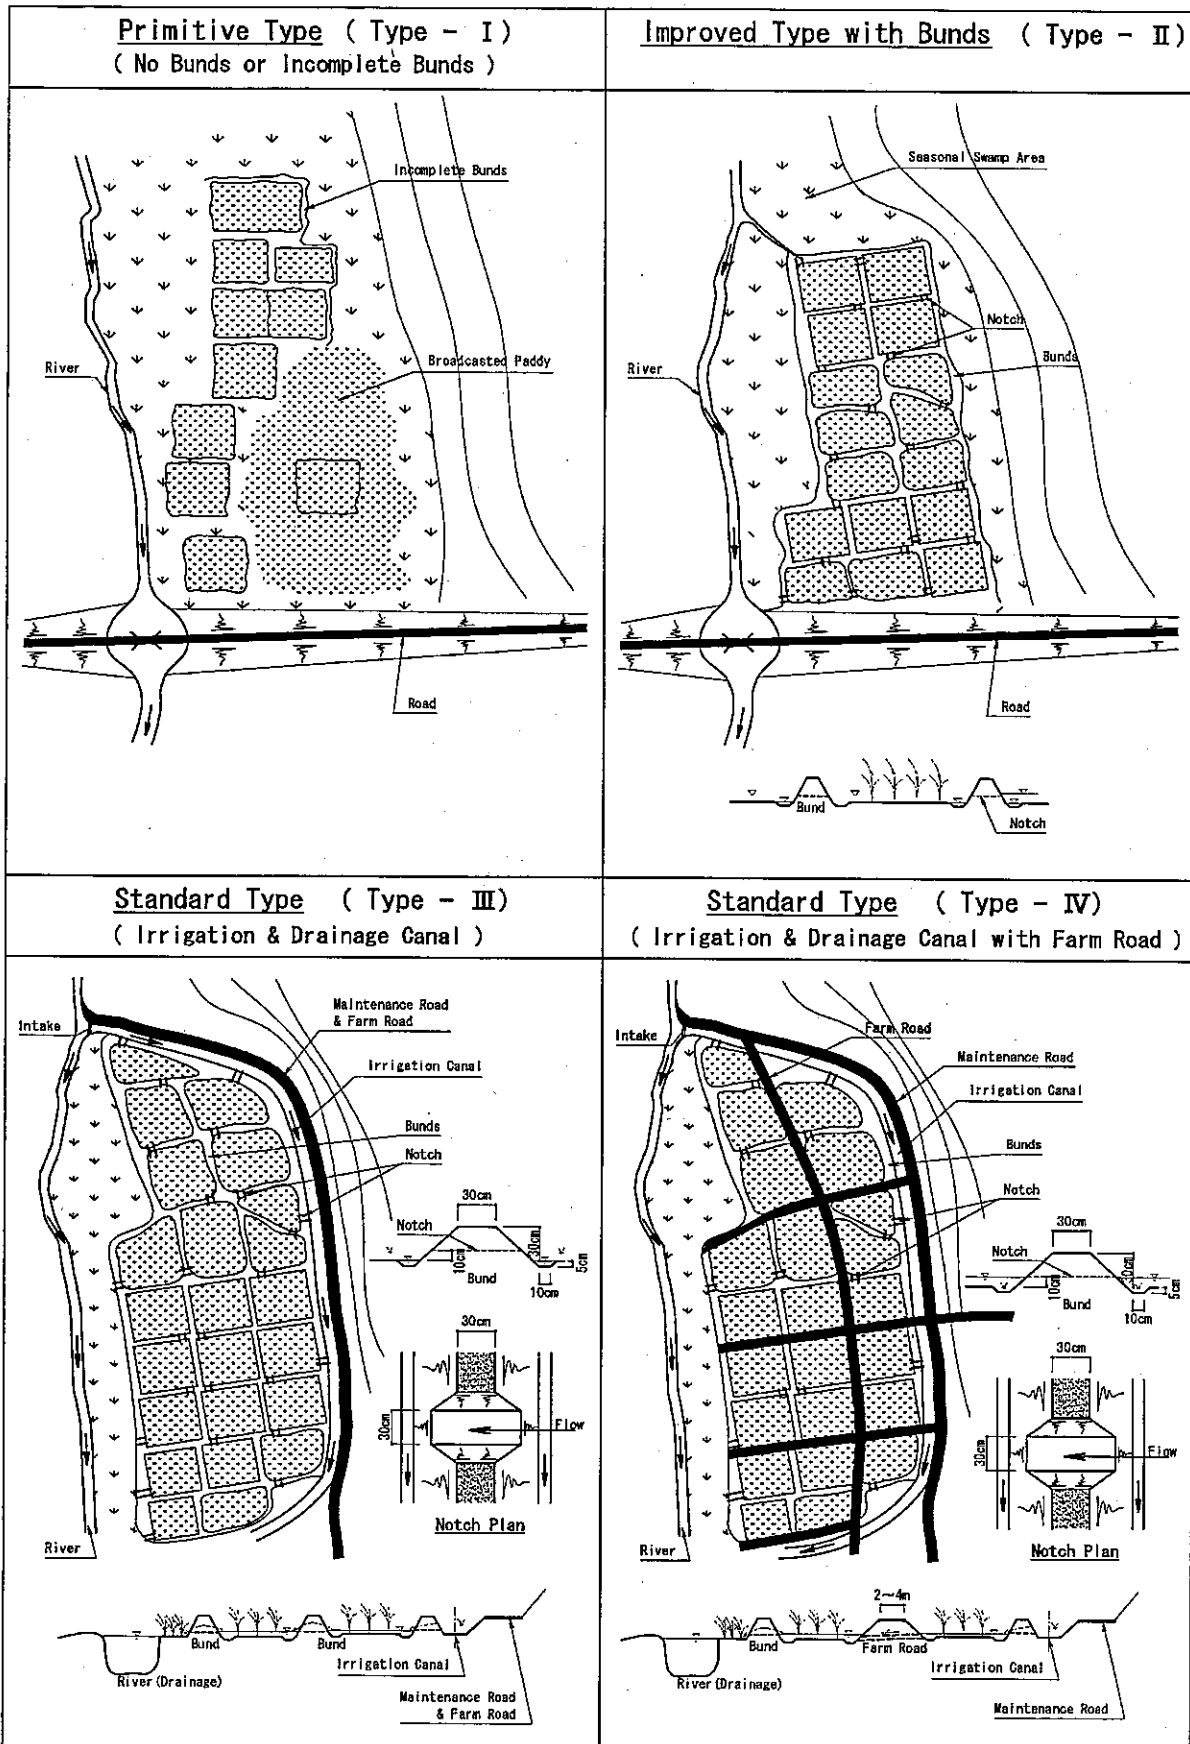 Primitive Type ( Type - I )
( No Bunds or Incomplete Bunds )
Incomplete Bunds
Broadcasted Paddy
River
Road
Improved Type with Bunds ( Type - II )
Seasonal Swamp Area
Notch
Bunds
River
Road
Bund
Notch
Standard Type ( Type - III )
( Irrigation & Drainage Canal )
Maintenance Road
& Farm Road
Intake
Irrigation Canal
Bunds
Notch
30cm
Notch
30cm
10cm
Bund
5cm
10cm
30cm
30cm
Flow
Notch Plan
River
Bund
Bund
Irrigation Canal
River(Drainage)
Maintenance Road
& Farm Road
Standard Type ( Type - IV )
( Irrigation & Drainage Canal with Farm Road )
Intake
Farm Road
Maintenance Road
Irrigation Canal
Bunds
Notch
30cm
Notch
30cm
10cm
Bund
5cm
10cm
30cm
30cm
Flow
Notch Plan
River
2~4m
Bund
Farm Road
Irrigation Canal
River(Drainage)
Maintenance Road